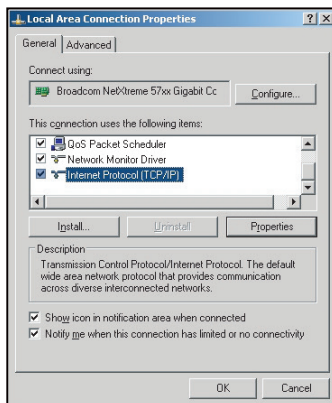 Local Area Connection Properties
General Advanced
Connect using:
Broadcom NetXtreme 57xx Gigabit Cc
Configure...
This connection uses the following items:
QoS Packet Scheduler
Network Monitor Driver
Internet Protocol (TCP/IP)
Install... Uninstall Properties
Description
Transmission Control Protocol/Internet Protocol. The default
wide area network protocol that provides communication
across diverse interconnected networks.
Show icon in notification area when connected
Notify me when this connection has limited or no connectivity
OK Cancel